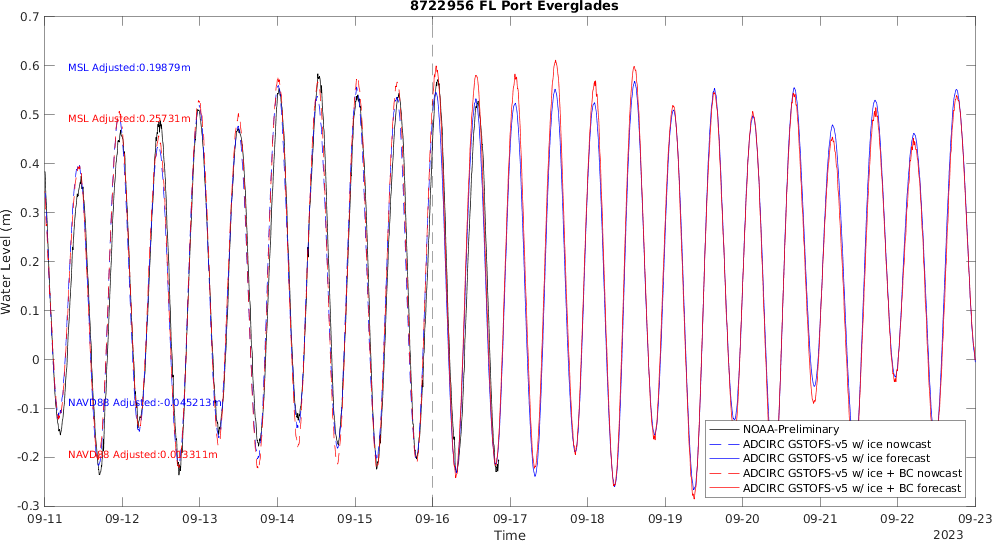 8722956 FL Port Everglades
0.7
0.6
0.5
0.4
0.3
0.2
0.1
0
-0.1
-0.2
-0.3
Water Level (m)
MSL Adjusted:0.19879m
MSL Adjusted:0.25731m
NAVD88 Adjusted:-0.045213m
NAVD88 Adjusted:0.013311m
NOAA-Preliminary
ADCIRC GSTOFS-v5 w/ ice nowcast
ADCIRC GSTOFS-v5 w/ ice forecast
ADCIRC GSTOFS-v5 w/ ice + BC nowcast
ADCIRC GSTOFS-v5 w/ ice + BC forecast
09-11 09-12 09-13 09-14 09-15 09-16 09-17 09-18 09-19 09-20 09-21 09-22 09-23
Time
2023